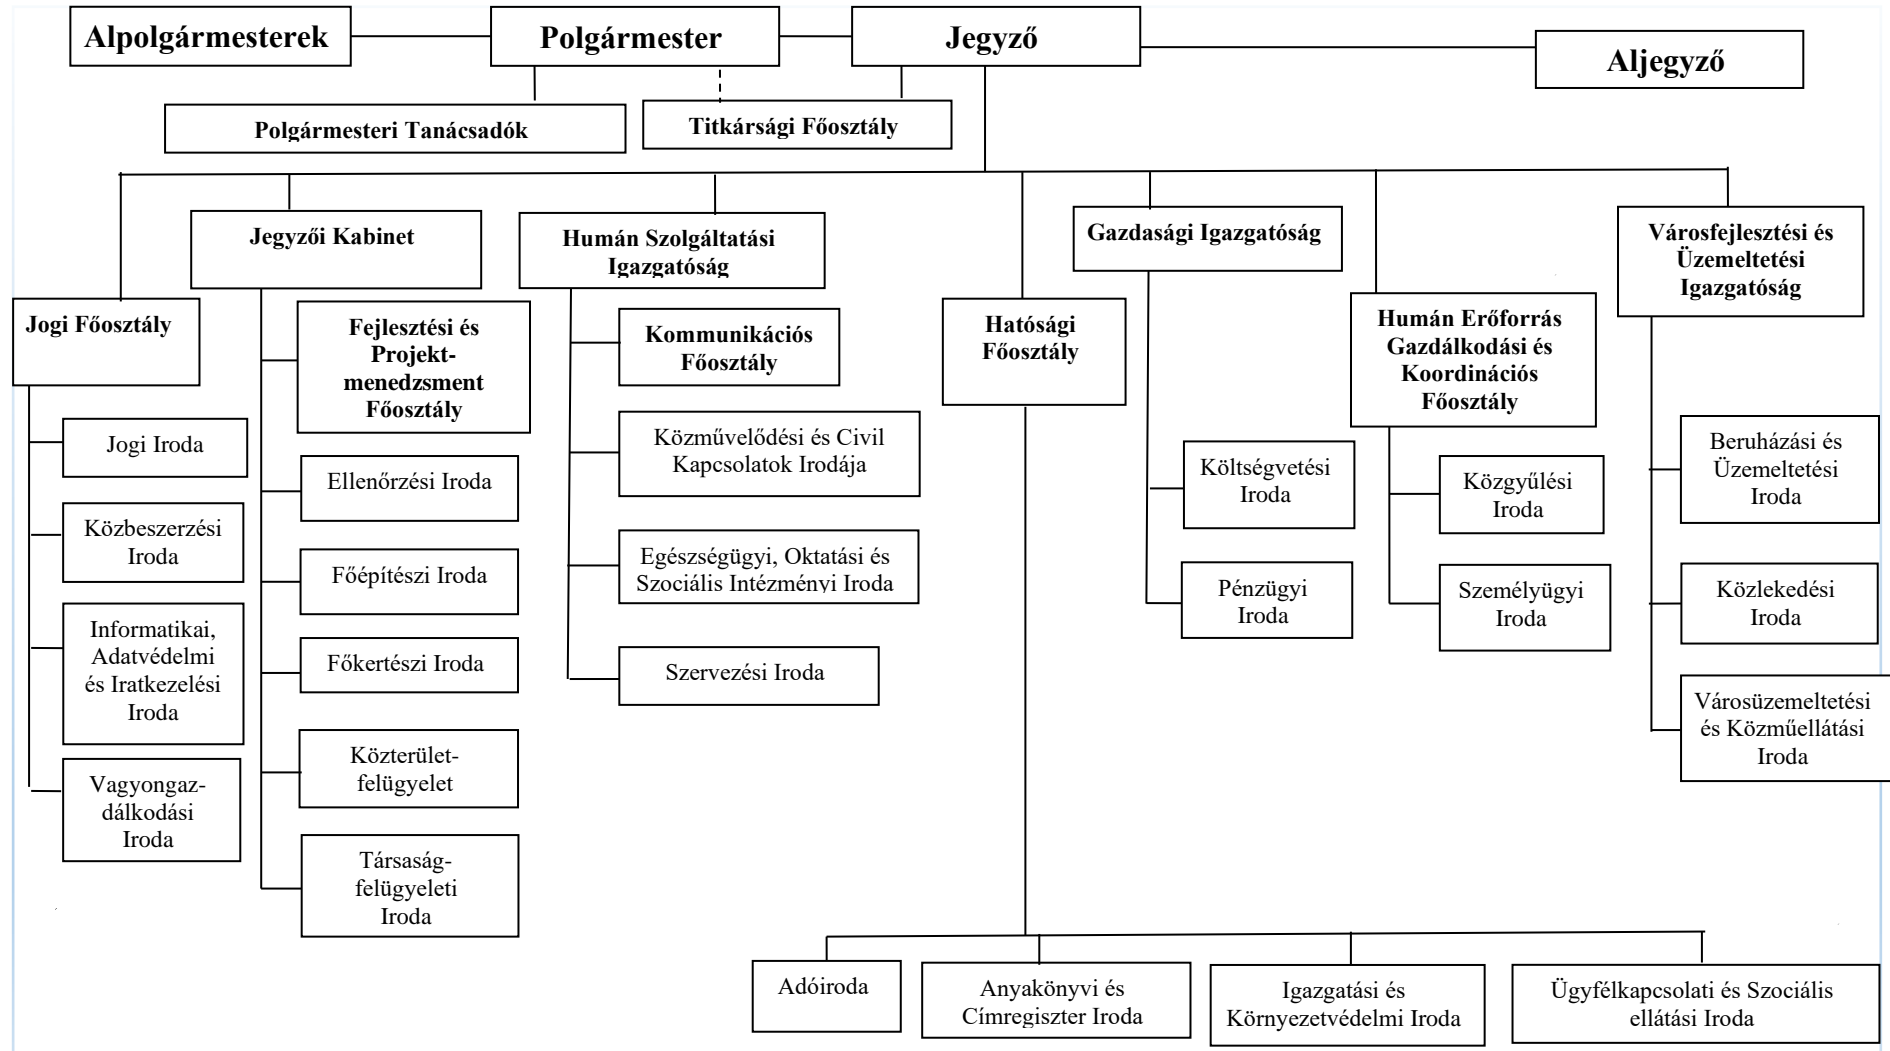 Alpolgármesterek
Polgármester
Jegyző
Aljegyző
Polgármesteri Tanácsadók
Titkársági Főosztály
Jogi Főosztály
Jogi Iroda
Közbeszerzési
Iroda
Informatikai,
Adatvédelmi
és Iratkezelési
Iroda
Vagyongaz-
dálkodási
Iroda
Jegyzői Kabinet
Fejlesztési és
Projekt-
menedzsment
Főosztály
Ellenőrzési Iroda
Főépítészi Iroda
Főkertészi Iroda
Közterület-
felügyelet
Társaság-
felügyeleti
Iroda
Humán Szolgáltatási
Igazgatóság
Kommunikációs
Főosztály
Közművelődési és Civil
Kapcsolatok Irodája
Egészségügyi, Oktatási és
Szociális Intézményi Iroda
Szervezési Iroda
Hatósági
Főosztály
Adóiroda
Anyakönyvi és
Címregiszter Iroda
Igazgatási és
Környezetvédelmi Iroda
Ügyfélkapcsolati és Szociális
ellátási Iroda
Gazdasági Igazgatóság
Költségvetési
Iroda
Pénzügyi
Iroda
Humán Erőforrás
Gazdálkodási és
Koordinációs
Főosztály
Közgyűlési
Iroda
Személyügyi
Iroda
Városfejlesztési és
Üzemeltetési
Igazgatóság
Beruházási és
Üzemeltetési
Iroda
Közlekedési
Iroda
Városüzemeltetési
és Közműellátási
Iroda